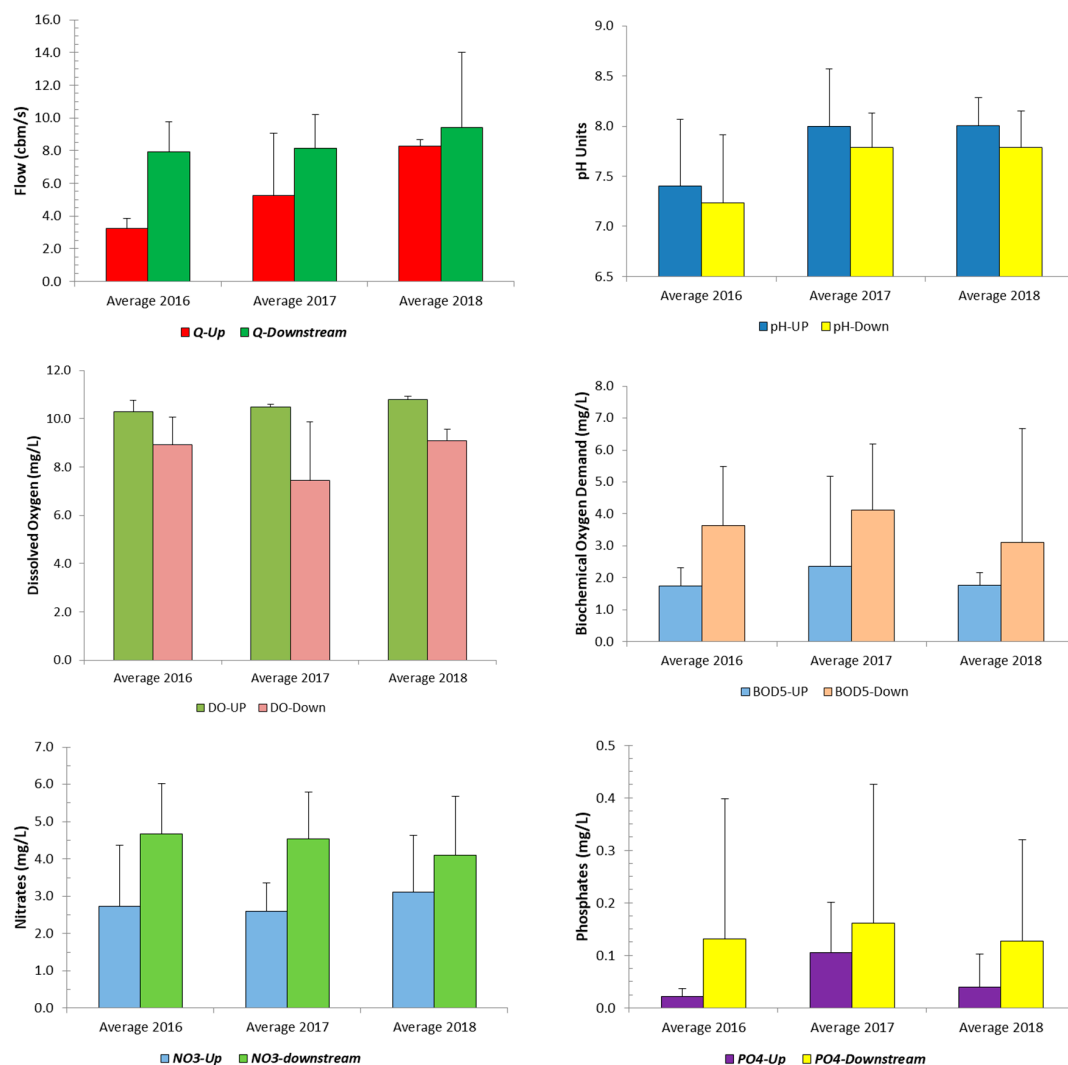 Flow (cbm/s)
16.0
14.0
12.0
10.0
8.0
6.0
4.0
2.0
0.0
Average 2016 Average 2017 Average 2018
Q-Up Q-Downstream
pH Units
9.0
8.5
8.0
7.5
7.0
6.5
Average 2016 Average 2017 Average 2018
pH-UP pH-Down
Dissolved Oxygen (mg/L)
12.0
10.0
8.0
6.0
4.0
2.0
0.0
Average 2016 Average 2017 Average 2018
DO-UP DO-Down
Biochemical Oxygen Demand (mg/L)
8.0
7.0
6.0
5.0
4.0
3.0
2.0
1.0
0.0
Average 2016 Average 2017 Average 2018
BOD5-UP BOD5-Down
Nitrates (mg/L)
7.0
6.0
5.0
4.0
3.0
2.0
1.0
0.0
Average 2016 Average 2017 Average 2018
NO3-Up NO3-downstream
Phosphates (mg/L)
0.5
0.4
0.3
0.2
0.1
0.0
Average 2016 Average 2017 Average 2018
PO4-Up PO4-Downstream